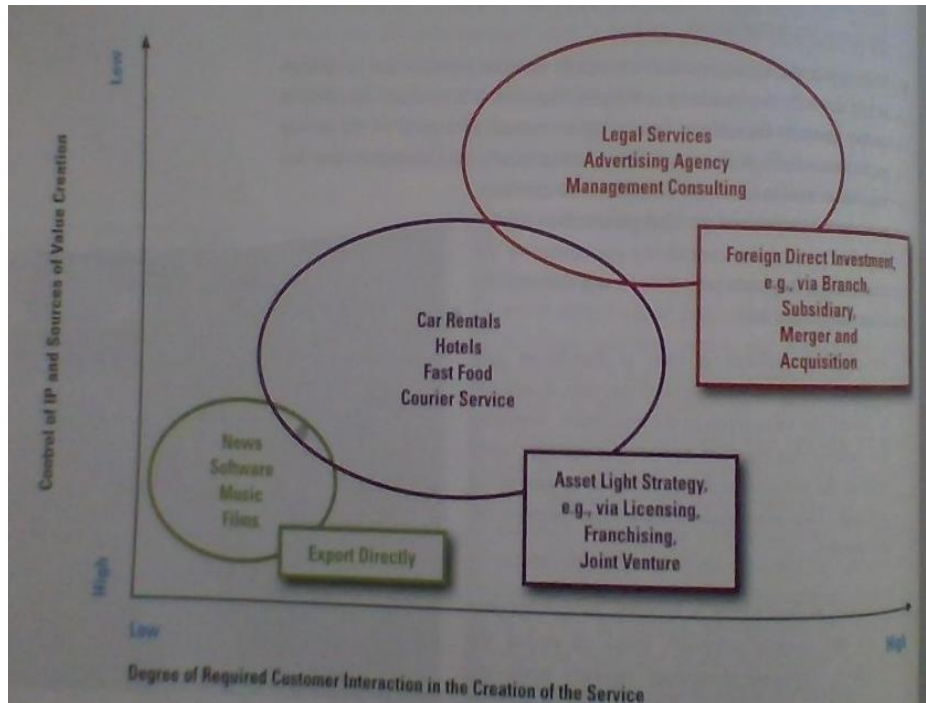 Low
Control of IP and Sources of Value Creation
High
Legal Services
Advertising Agency
Management Consulting
Foreign Direct Investment,
e.g., via Branch,
Subsidiary,
Merger and
Acquisition
Car Rentals
Hotels
Fast Food
Courier Service
Asset Light Strategy,
e.g., via Licensing,
Franchising,
Joint Venture
News
Software
Music
Films
Export Directly
Low
Degree of Required Customer Interaction in the Creation of the Service